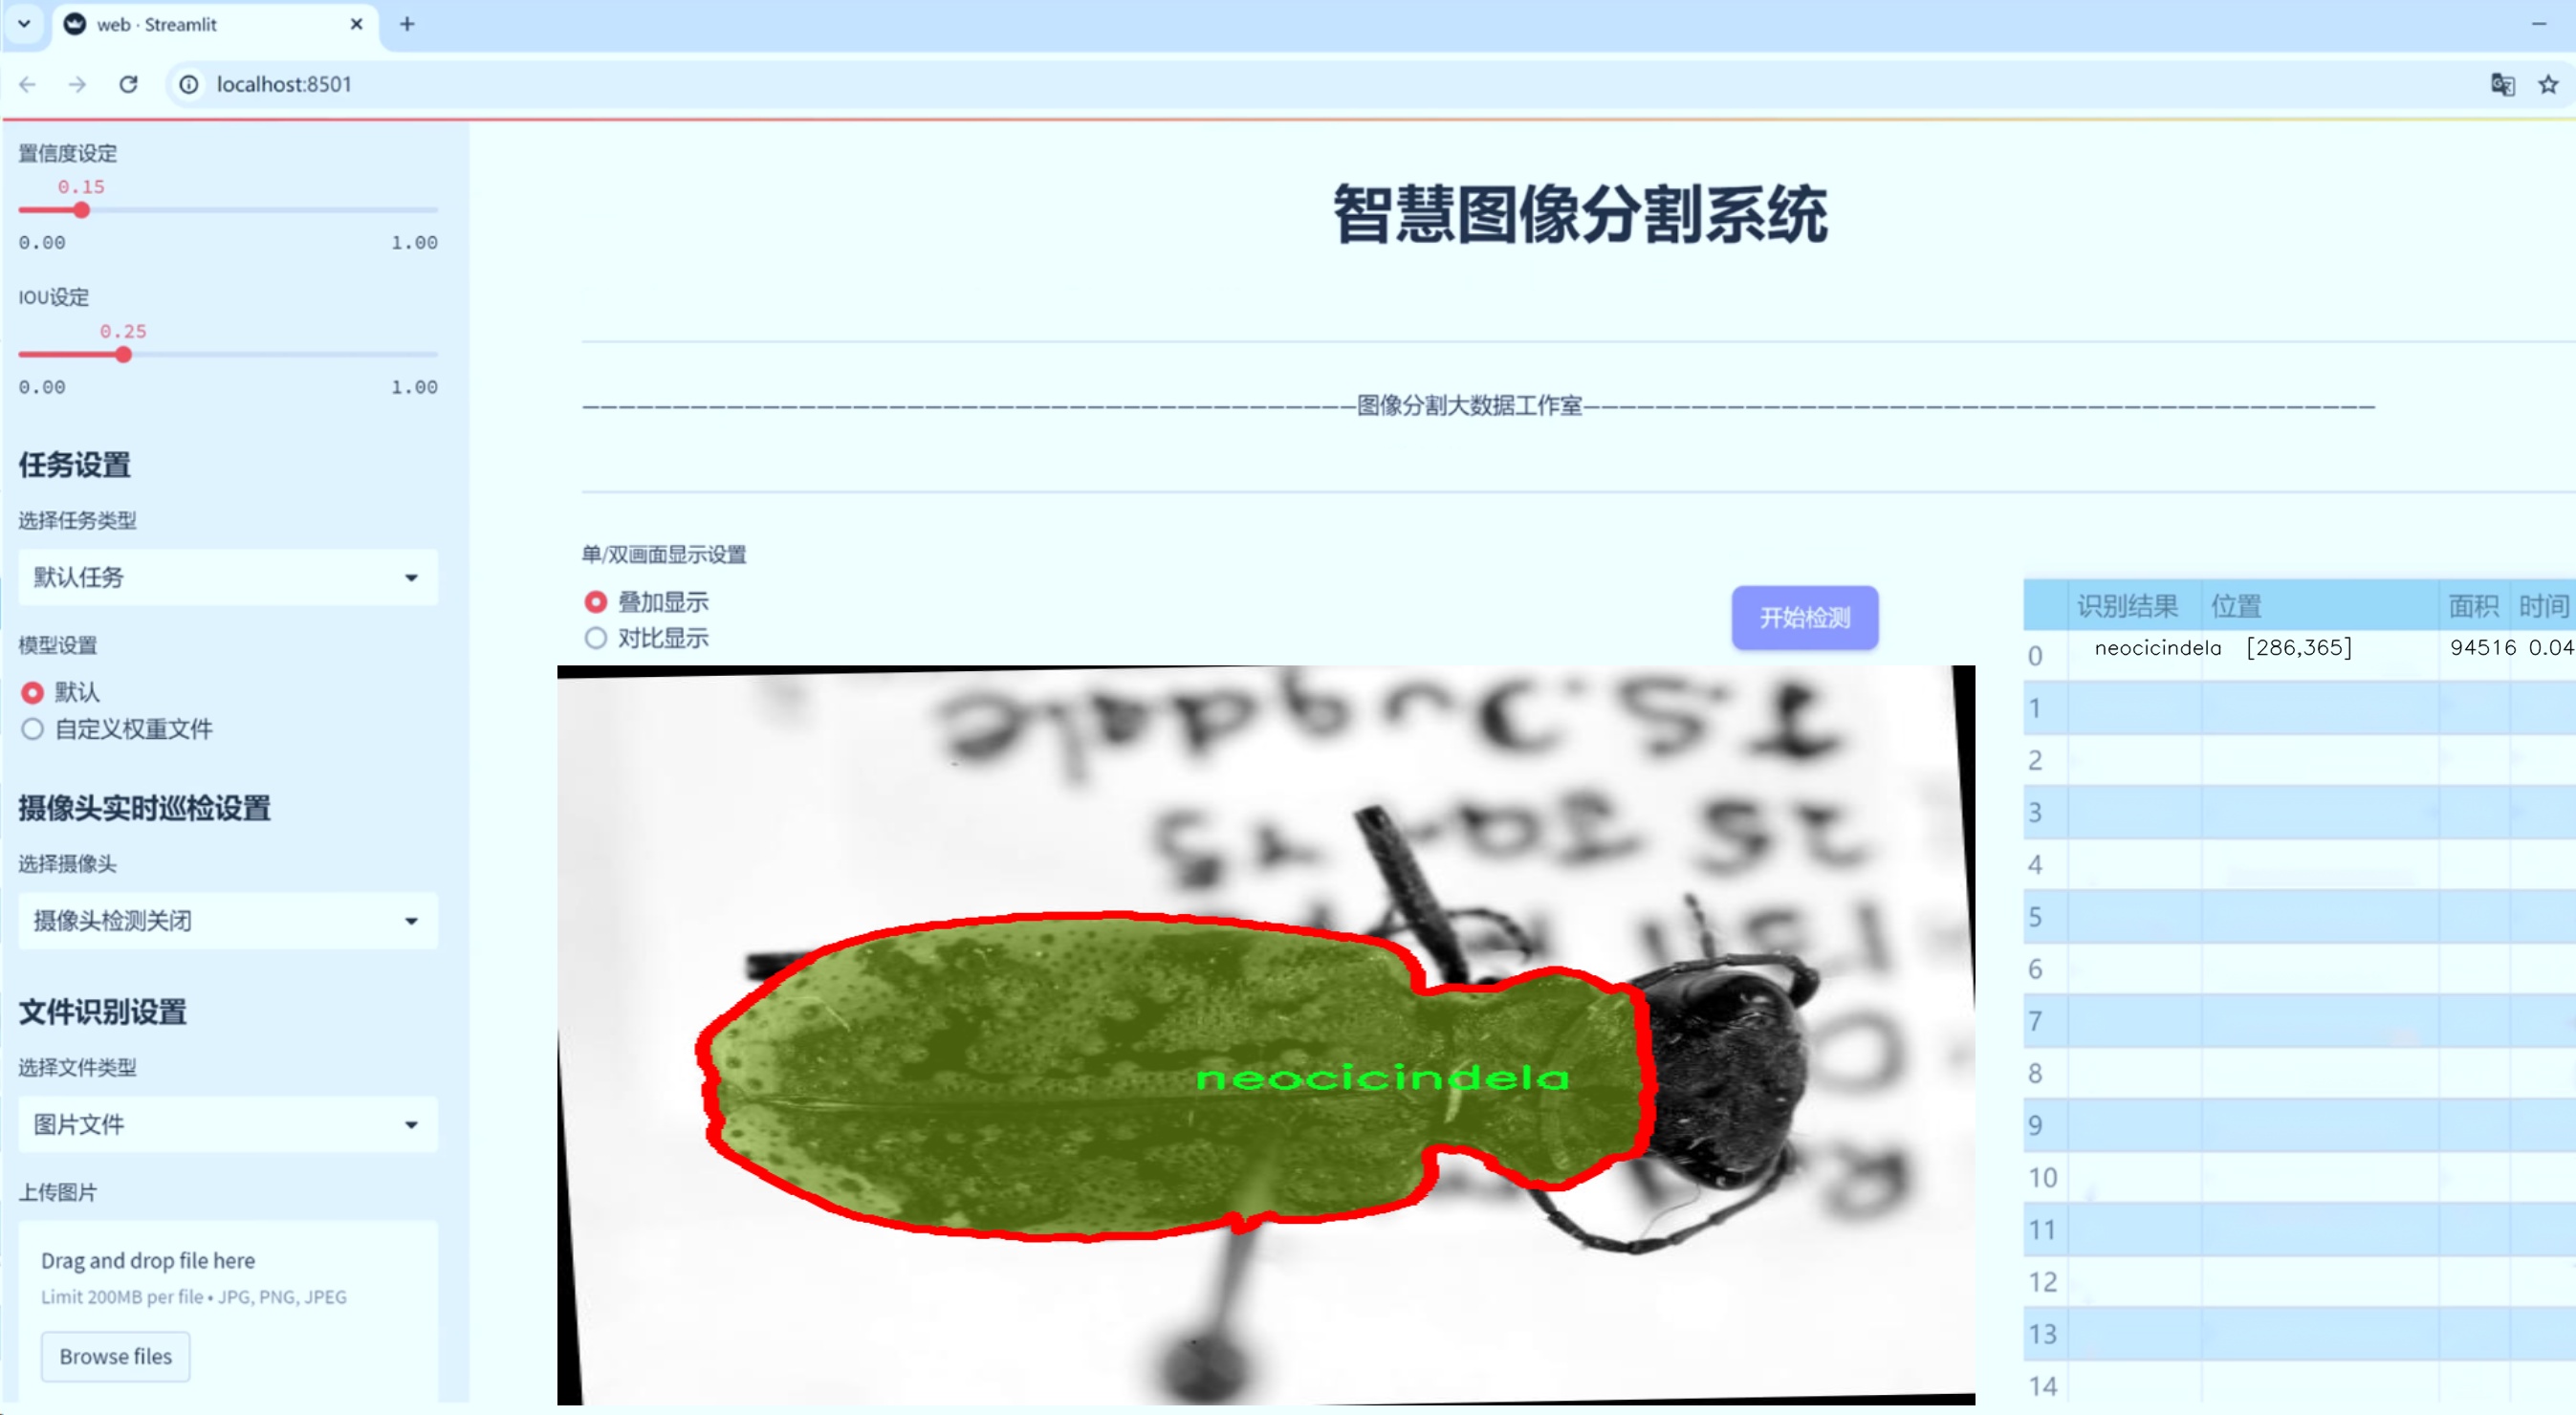 web · Streamlit
localhost:8501
置信度设定
0.15
0.00 1.00
IOU设定
0.25
0.00 1.00
任务设置
选择任务类型
默认任务
模型设置
默认
自定义权重文件
摄像头实时巡检设置
选择摄像头
摄像头检测关闭
文件识别设置
选择文件类型
图片文件
上传图片
Drag and drop file here
Limit 200MB per file • JPG, PNG, JPEG
Browse files
智慧图像分割系统
———————————————————————————————————————————图像分割大数据工作室————————————————————————————————————————————
单/双画面显示设置
叠加显示
对比显示
开始检测
neocicindela
识别结果 位置 面积 时间
0 neocicindela [286,365] 94516 0.04
1
2
3
4
5
6
7
8
9
10
11
12
13
14